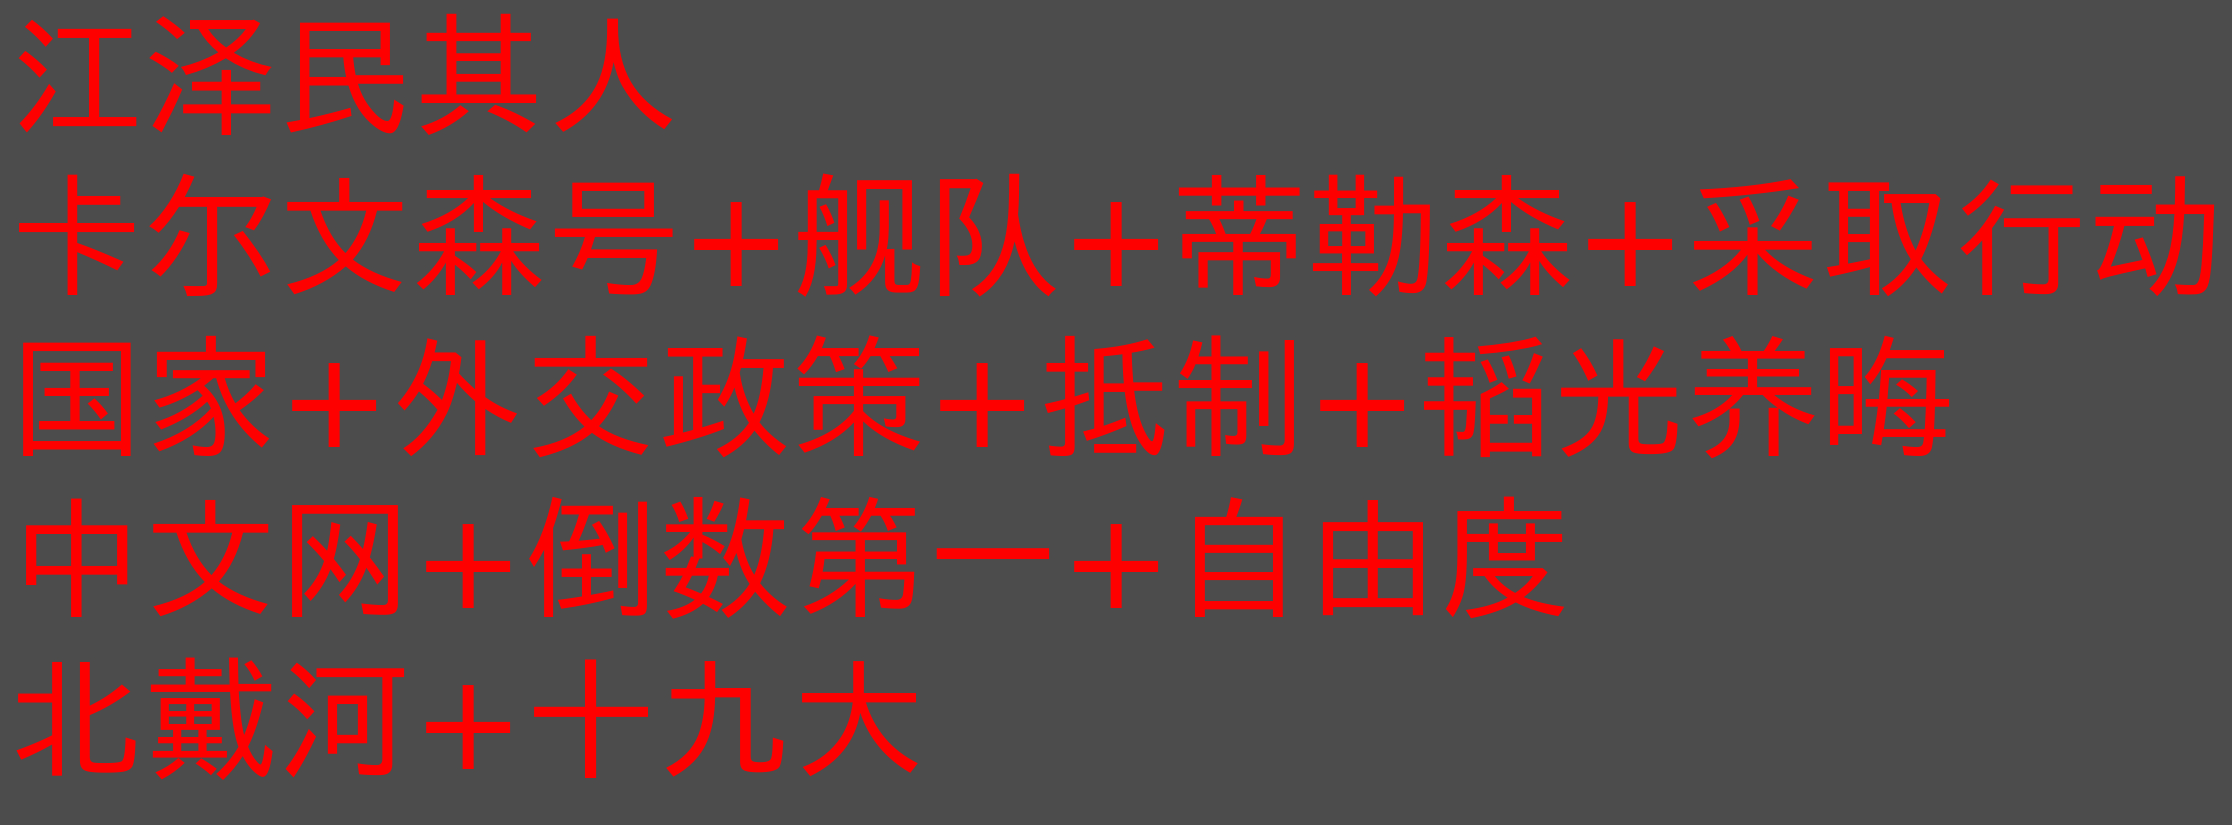 江泽民其人
卡尔文森号+舰队+蒂勒森+采取行动
国家+外交政策+抵制+韬光养晦
中文网+倒数第一+自由度
北戴河+十九大